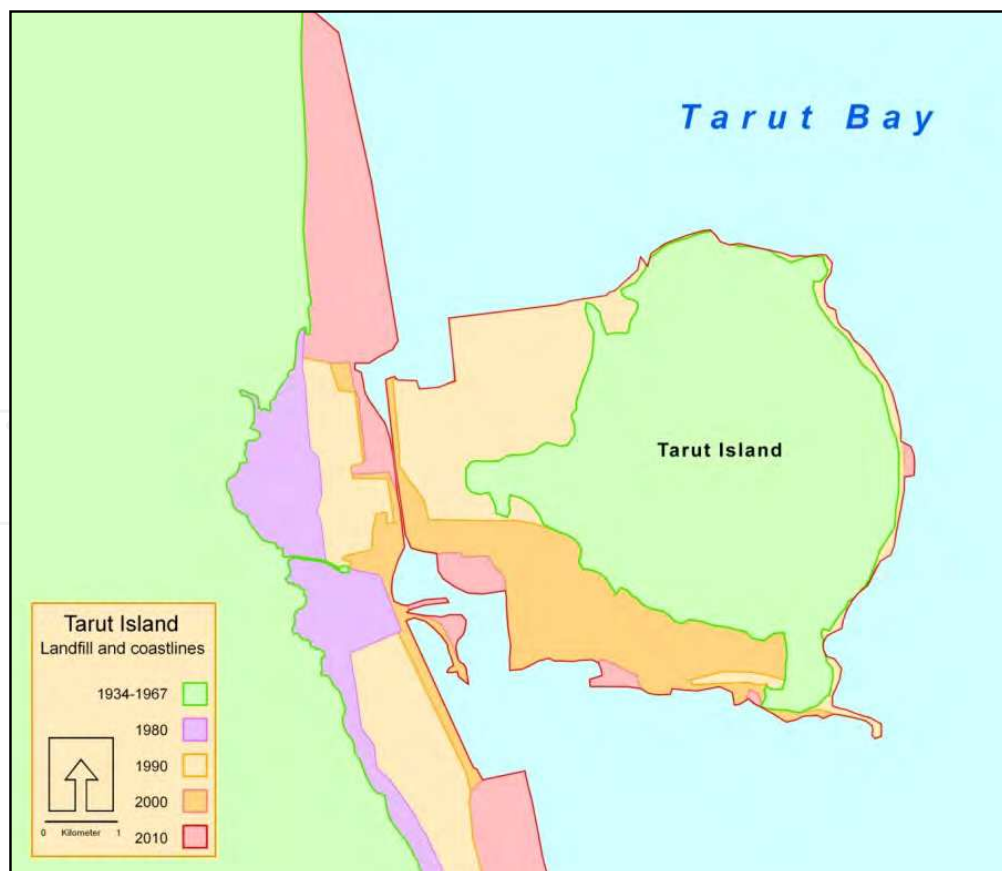 Tarut Bay
Tarut Island
Tarut Island
Landfill and coastlines
1934-1967
1980
1990
2000
2010
0 Kilometer 1